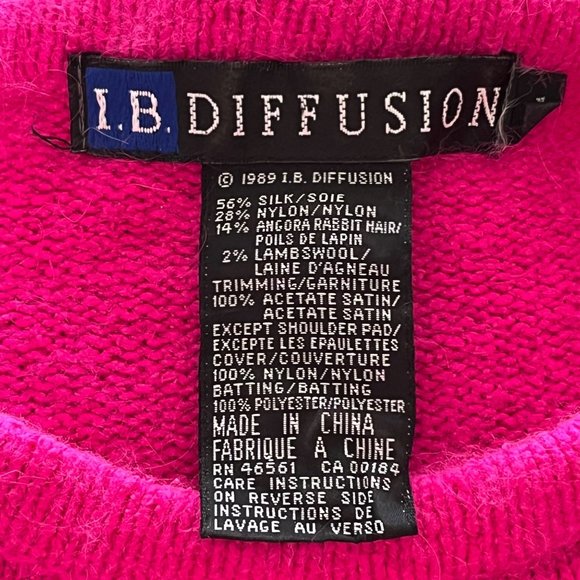 I.B. DIFFUSION
© 1989 I.B. DIFFUSION
56% SILK/SOIE
28% NYLON/NYLON
14% ANGORA RABBIT HAIR/
POILS DE LAPIN
2% LAMBSWOOL/
LAINE D'AGNEAU
TRIMMING/GARNITURE
100% ACETATE SATIN/
ACETATE SATIN
EXCEPT SHOULDER PAD/
EXCEPTE LES EPAULETTES
COVER/COUVERTURE
100% NYLON/NYLON
BATTING/BATTING
100% POLYESTER/POLYESTER
MADE IN CHINA
FABRIQUE A CHINE
RN 46561 CA 00184
CARE INSTRUCTIONS
ON REVERSE SIDE
INSTRUCTIONS DE
LAVAGE AU VERSO